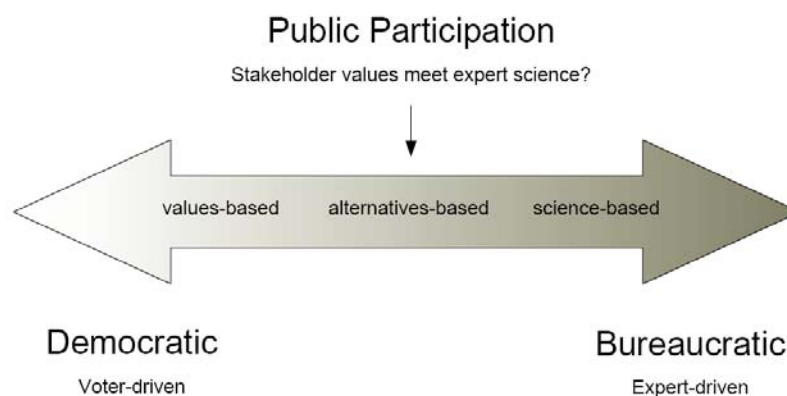 Public Participation
Stakeholder values meet expert science?
values-based alternatives-based science-based
Democratic Bureaucratic
Voter-driven Expert-driven